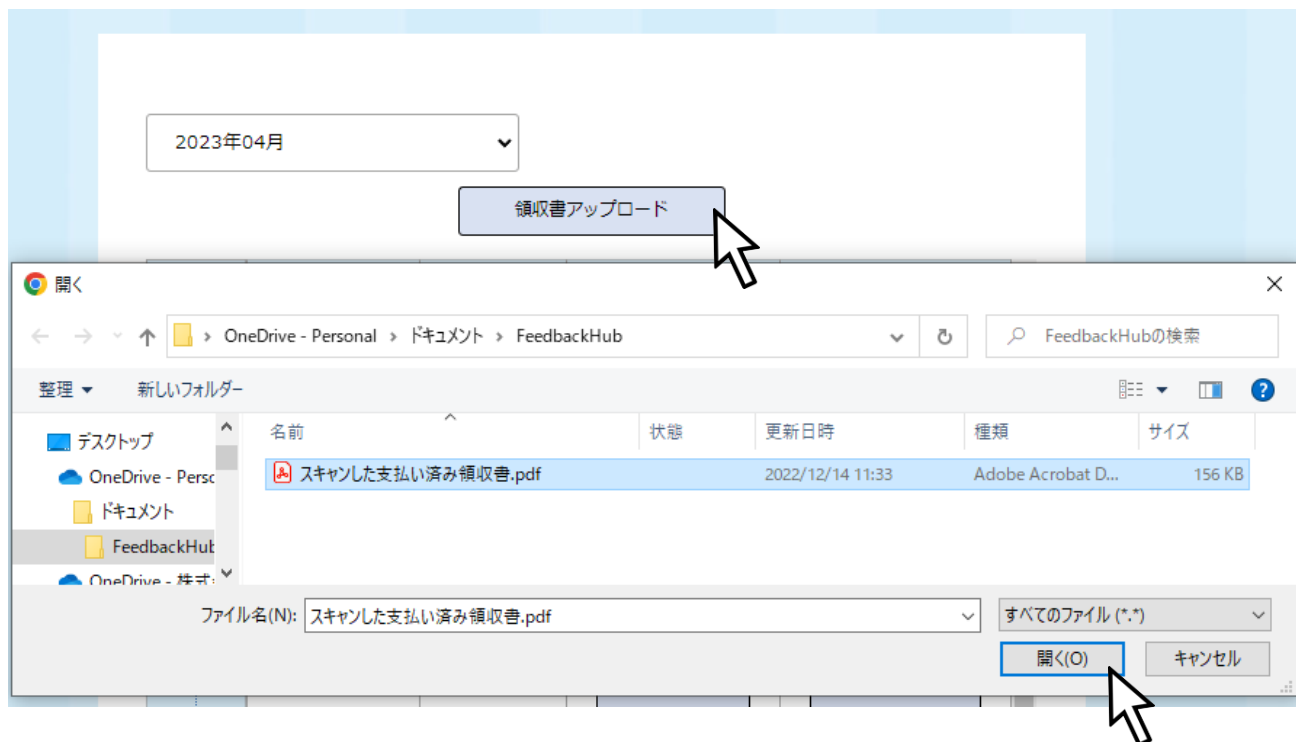 2023年04月
領収書アップロード
開く
OneDrive - Personal › ドキュメント › FeedbackHub
FeedbackHubの検索
整理
新しいフォルダー
デスクトップ
OneDrive - Persc
ドキュメント
FeedbackHub
OneDrive - 株式
名前 状態 更新日時 種類 サイズ
スキャンした支払い済み領収書.pdf 2022/12/14 11:33 Adobe Acrobat D... 156 KB
ファイル名(N): スキャンした支払い済み領収書.pdf
すべてのファイル (*.*)
開く(O) キャンセル